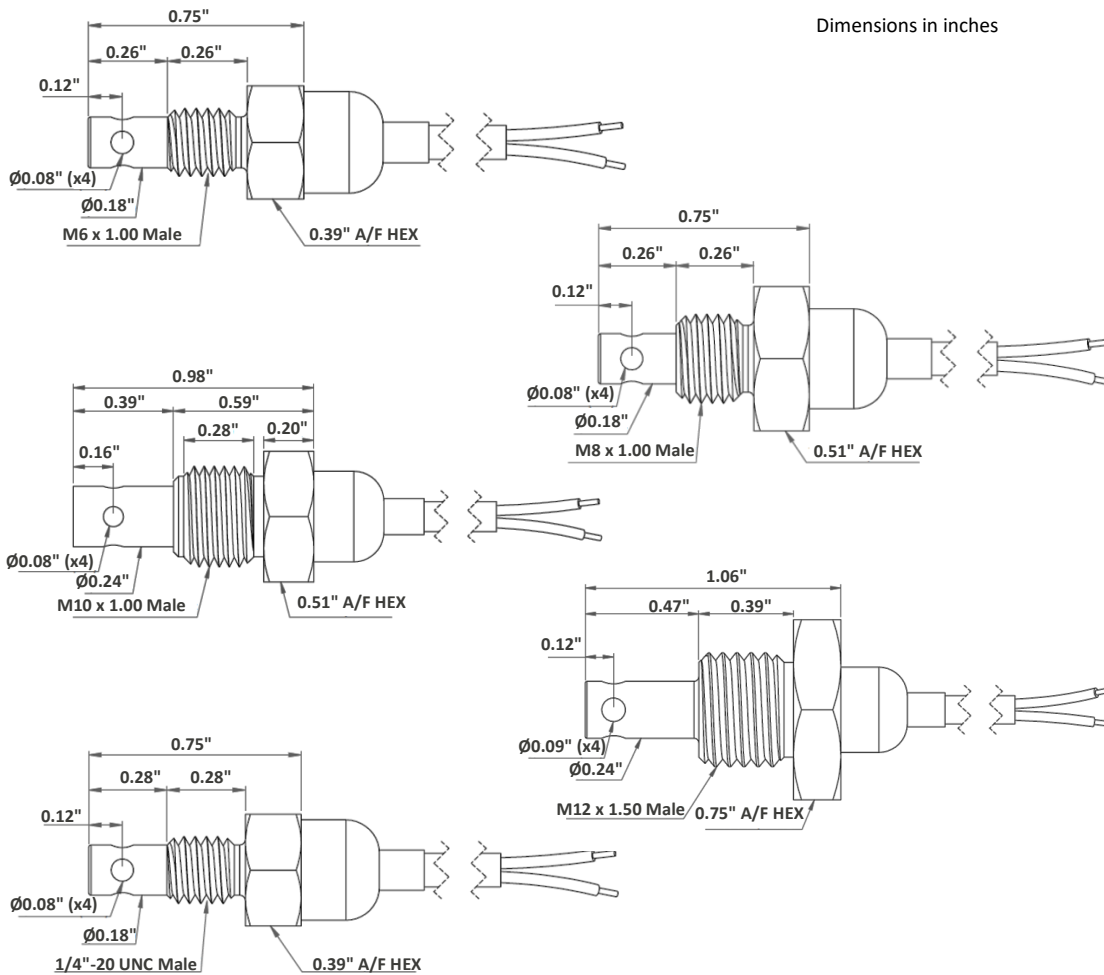 Dimensions in inches
0.75"
0.26" 0.26"
0.12"
Ø0.08" (x4)
Ø0.18"
M6 x 1.00 Male
0.39" A/F HEX
0.75"
0.26" 0.26"
0.12"
Ø0.08" (x4)
Ø0.18"
M8 x 1.00 Male
0.51" A/F HEX
0.98"
0.39" 0.59"
0.28" 0.20"
0.16"
Ø0.08" (x4)
Ø0.24"
M10 x 1.00 Male
0.51" A/F HEX
1.06"
0.47" 0.39"
0.12"
Ø0.09" (x4)
Ø0.24"
M12 x 1.50 Male
0.75" A/F HEX
0.75"
0.28" 0.28"
0.12"
Ø0.08" (x4)
Ø0.18"
1/4"-20 UNC Male
0.39" A/F HEX